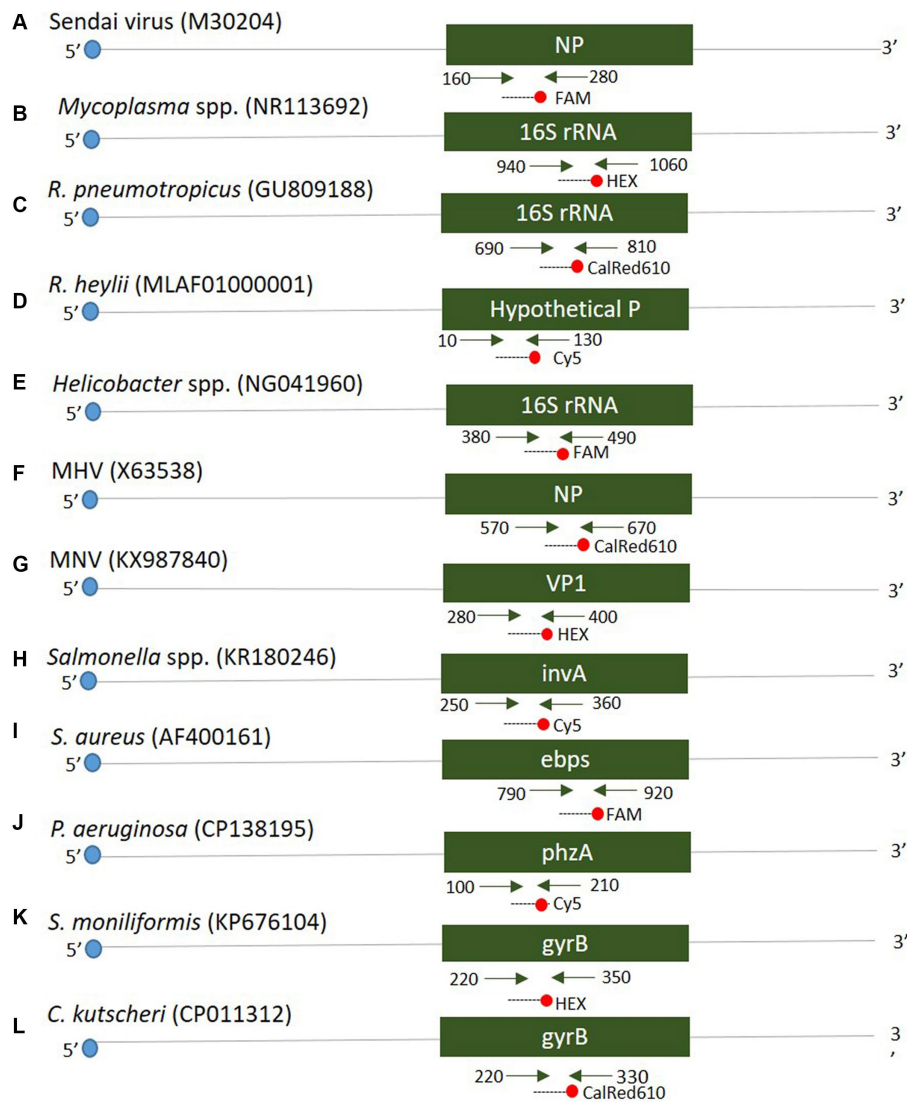 A Sendai virus (M30204)
5’ NP 3’
160 280
FAM
B Mycoplasma spp. (NR113692)
5’ 16S rRNA 3’
940 1060
HEX
C R. pneumotropicus (GU809188)
5’ 16S rRNA 3’
690 810
CalRed610
D R. heylii (MLAF01000001)
5’ Hypothetical P 3’
10 130
Cy5
E Helicobacter spp. (NG041960)
5’ 16S rRNA 3’
380 490
FAM
F MHV (X63538)
5’ NP 3’
570 670
CalRed610
G MNV (KX987840)
5’ VP1 3’
280 400
HEX
H Salmonella spp. (KR180246)
5’ invA 3’
250 360
Cy5
I S. aureus (AF400161)
5’ ebps 3’
790 920
FAM
J P. aeruginosa (CP138195)
5’ phzA 3’
100 210
Cy5
K S. moniliformis (KP676104)
5’ gyrB 3’
220 350
HEX
L C. kutscheri (CP011312)
5’ gyrB 3’
220 330
CalRed610